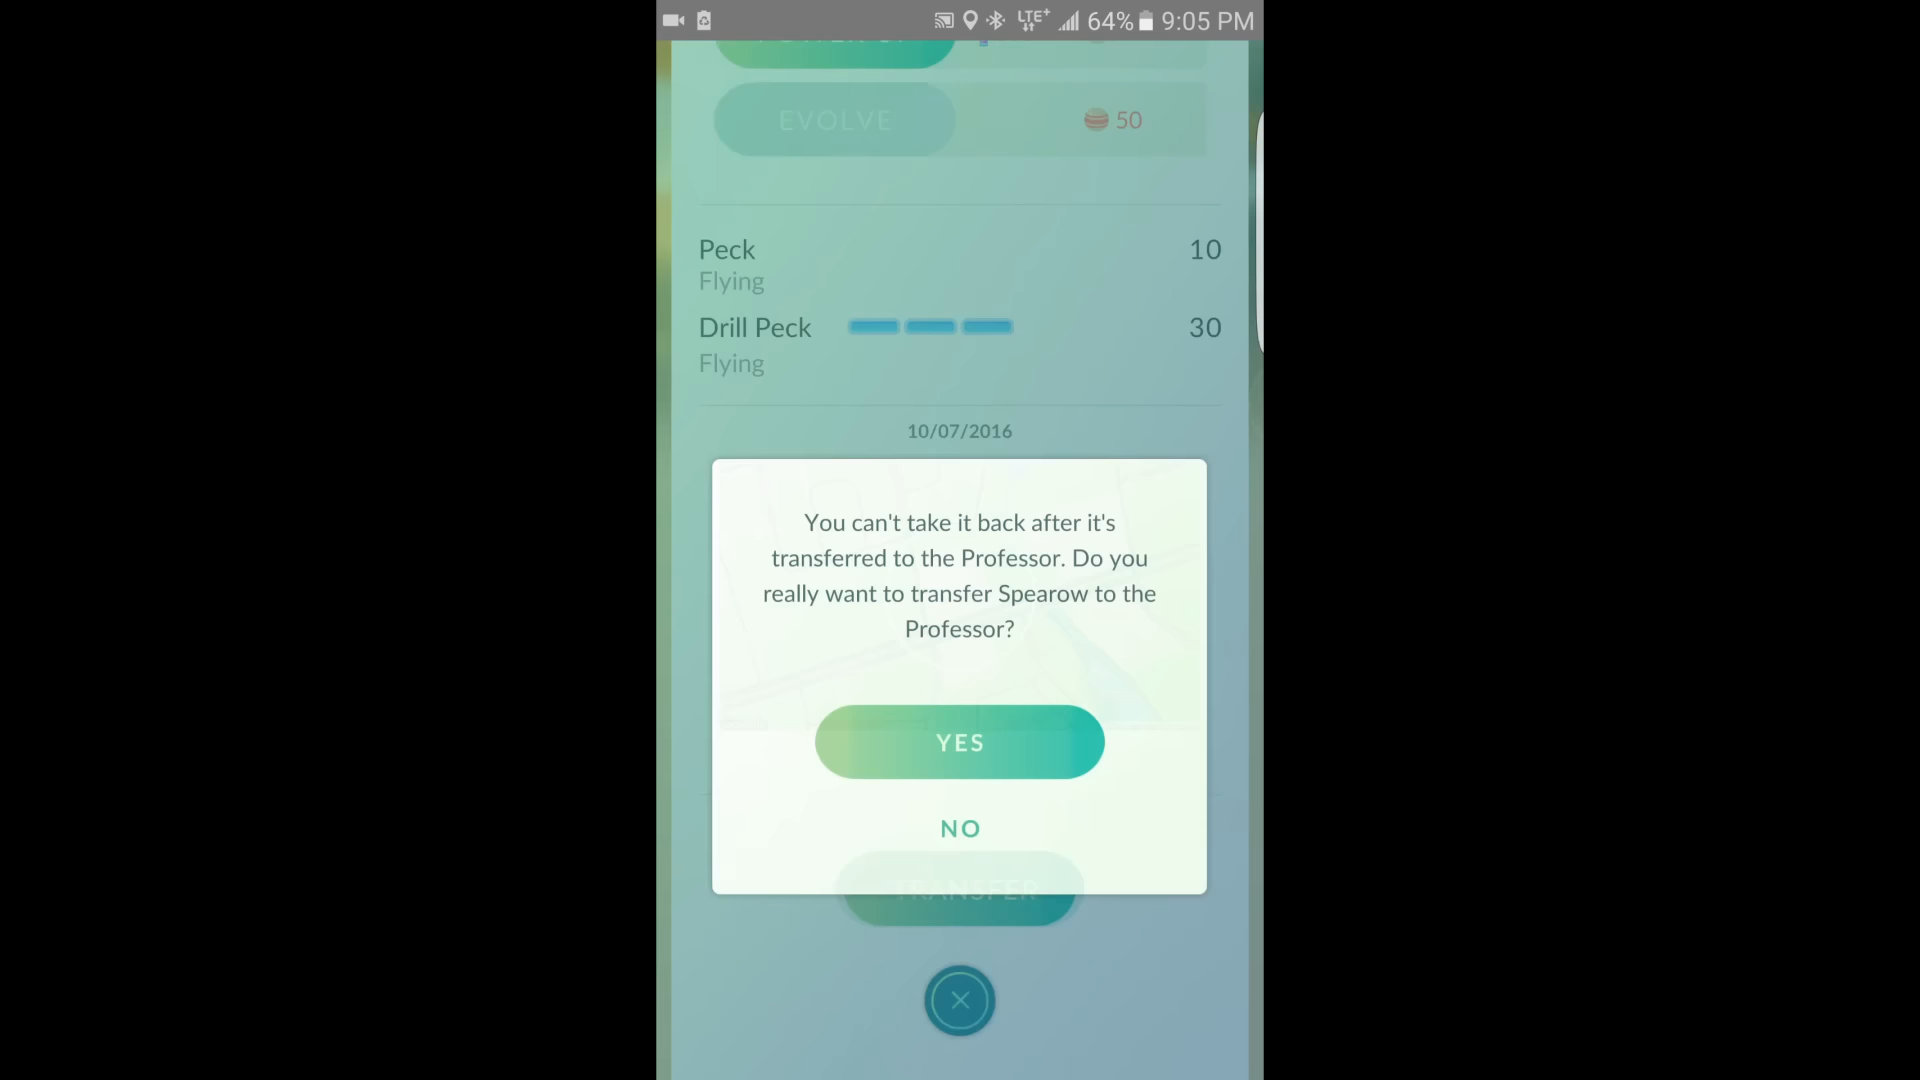 LTE+ 64% 9:05 PM
EVOLVE 50
Peck 10
Flying
Drill Peck 30
Flying
10/07/2016
You can't take it back after it's
transferred to the Professor. Do you
really want to transfer Spearow to the
Professor?
YES
NO
TRANSFER